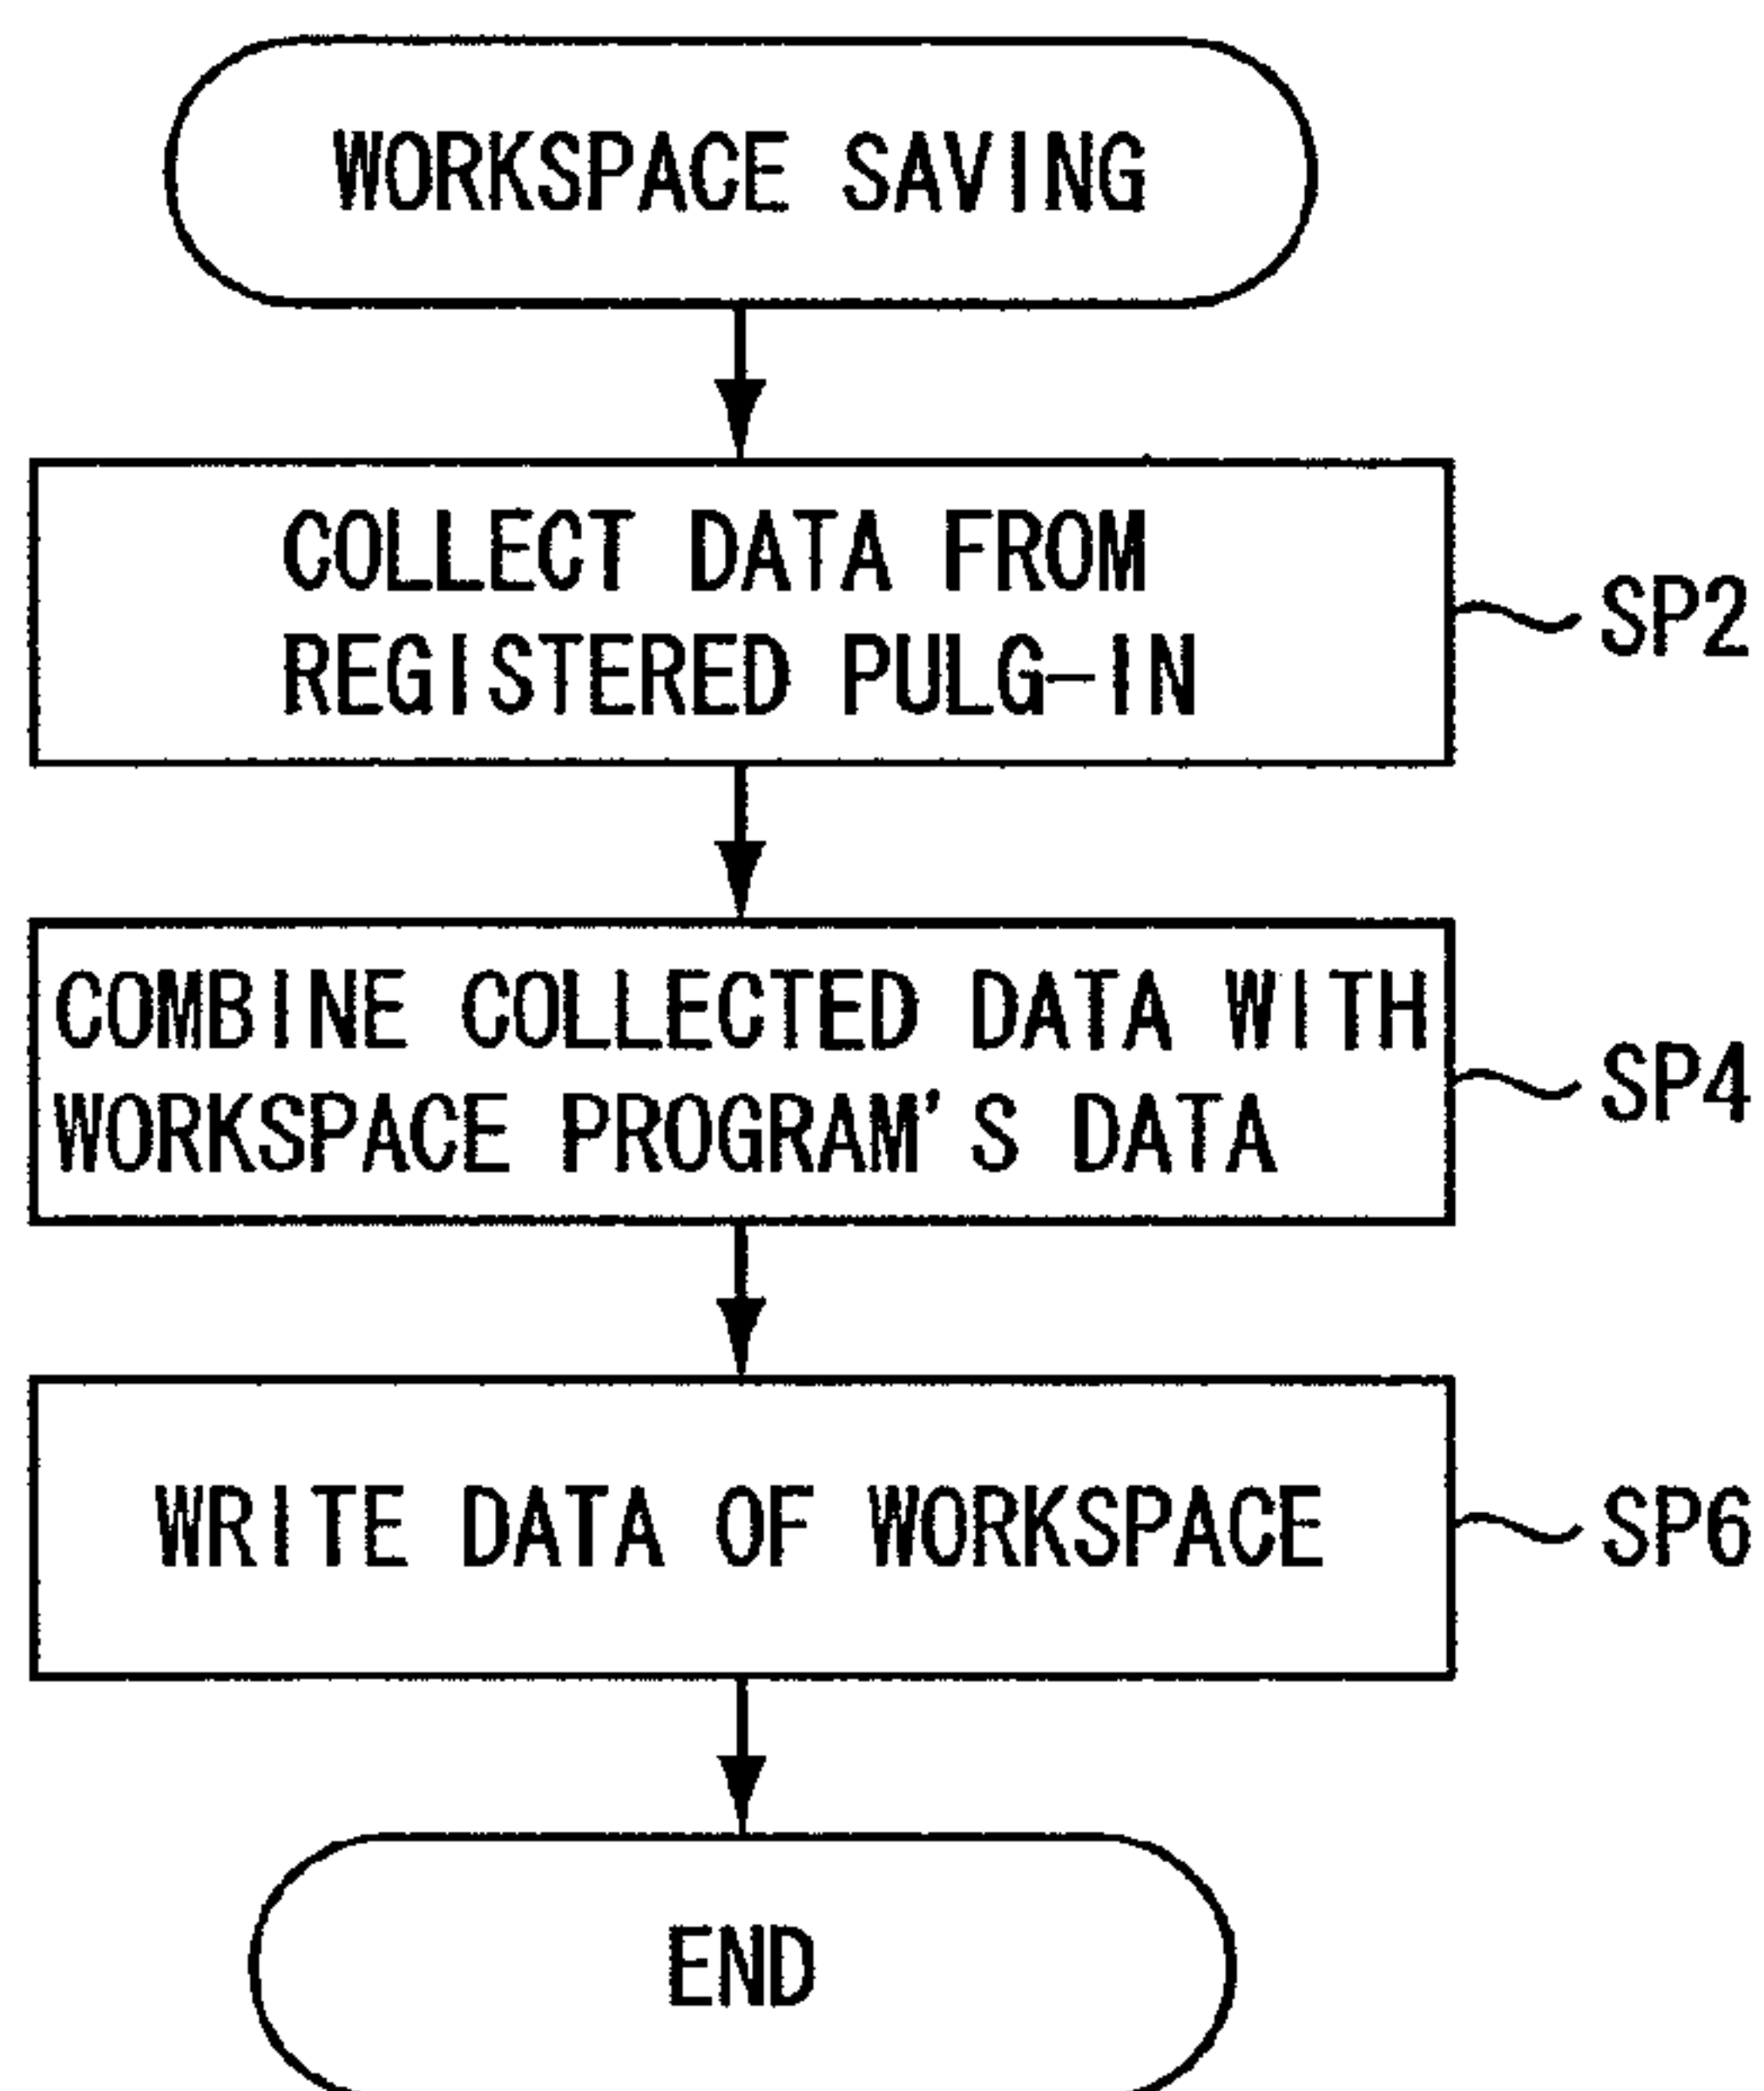 WORKSPACE SAVING
COLLECT DATA FROM
REGISTERED PULG-IN
SP2
COMBINE COLLECTED DATA WITH
WORKSPACE PROGRAM'S DATA
SP4
WRITE DATA OF WORKSPACE
SP6
END